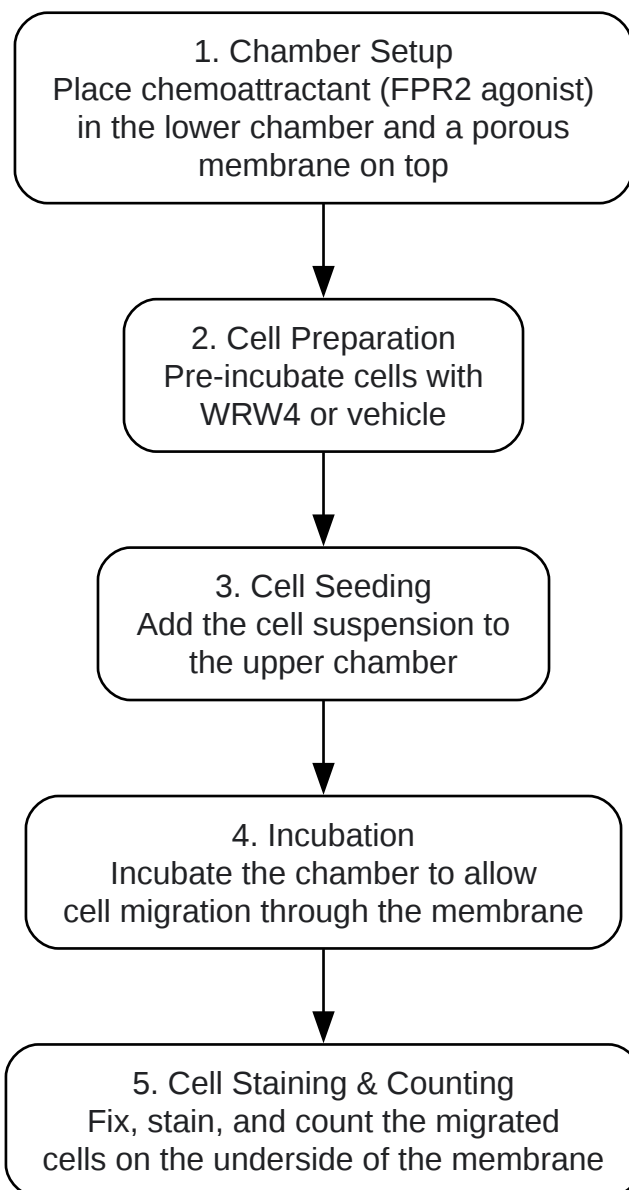 1. Chamber Setup
Place chemoattractant (FPR2 agonist)
in the lower chamber and a porous
membrane on top
2. Cell Preparation
Pre-incubate cells with
WRW4 or vehicle
3. Cell Seeding
Add the cell suspension to
the upper chamber
4. Incubation
Incubate the chamber to allow
cell migration through the membrane
5. Cell Staining & Counting
Fix, stain, and count the migrated
cells on the underside of the membrane